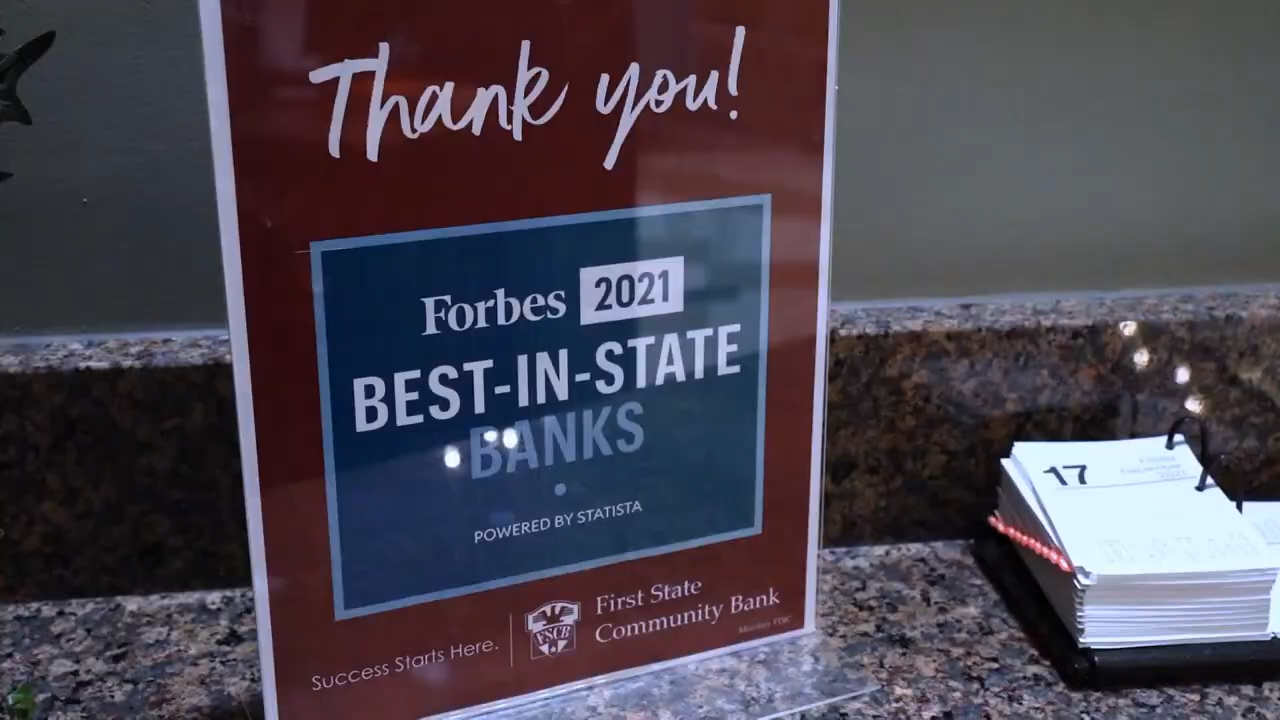 Thank you!
Forbes 2021
BEST-IN-STATE
BANKS
POWERED BY STATISTA
Success Starts Here.
FSCB
First State
Community Bank
Member FDIC
17